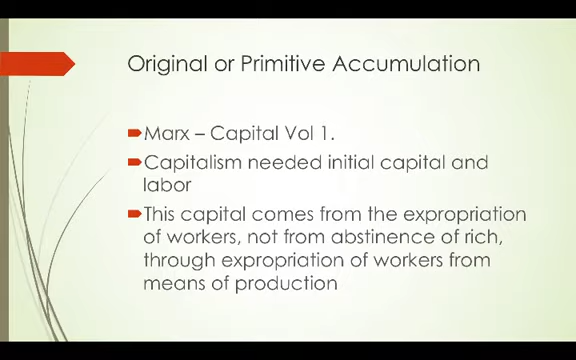 Original or Primitive Accumulation
Marx – Capital Vol 1.
Capitalism needed initial capital and
labor
This capital comes from the expropriation
of workers, not from abstinence of rich,
through expropriation of workers from
means of production